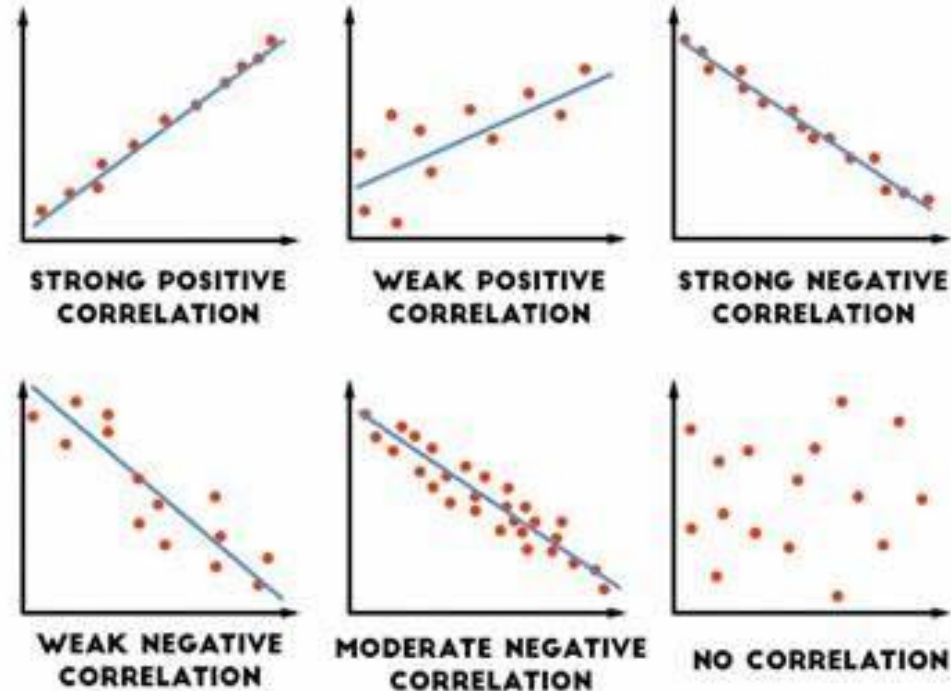 STRONG POSITIVE
CORRELATION
WEAK POSITIVE
CORRELATION
STRONG NEGATIVE
CORRELATION
WEAK NEGATIVE
CORRELATION
MODERATE NEGATIVE
CORRELATION
NO CORRELATION